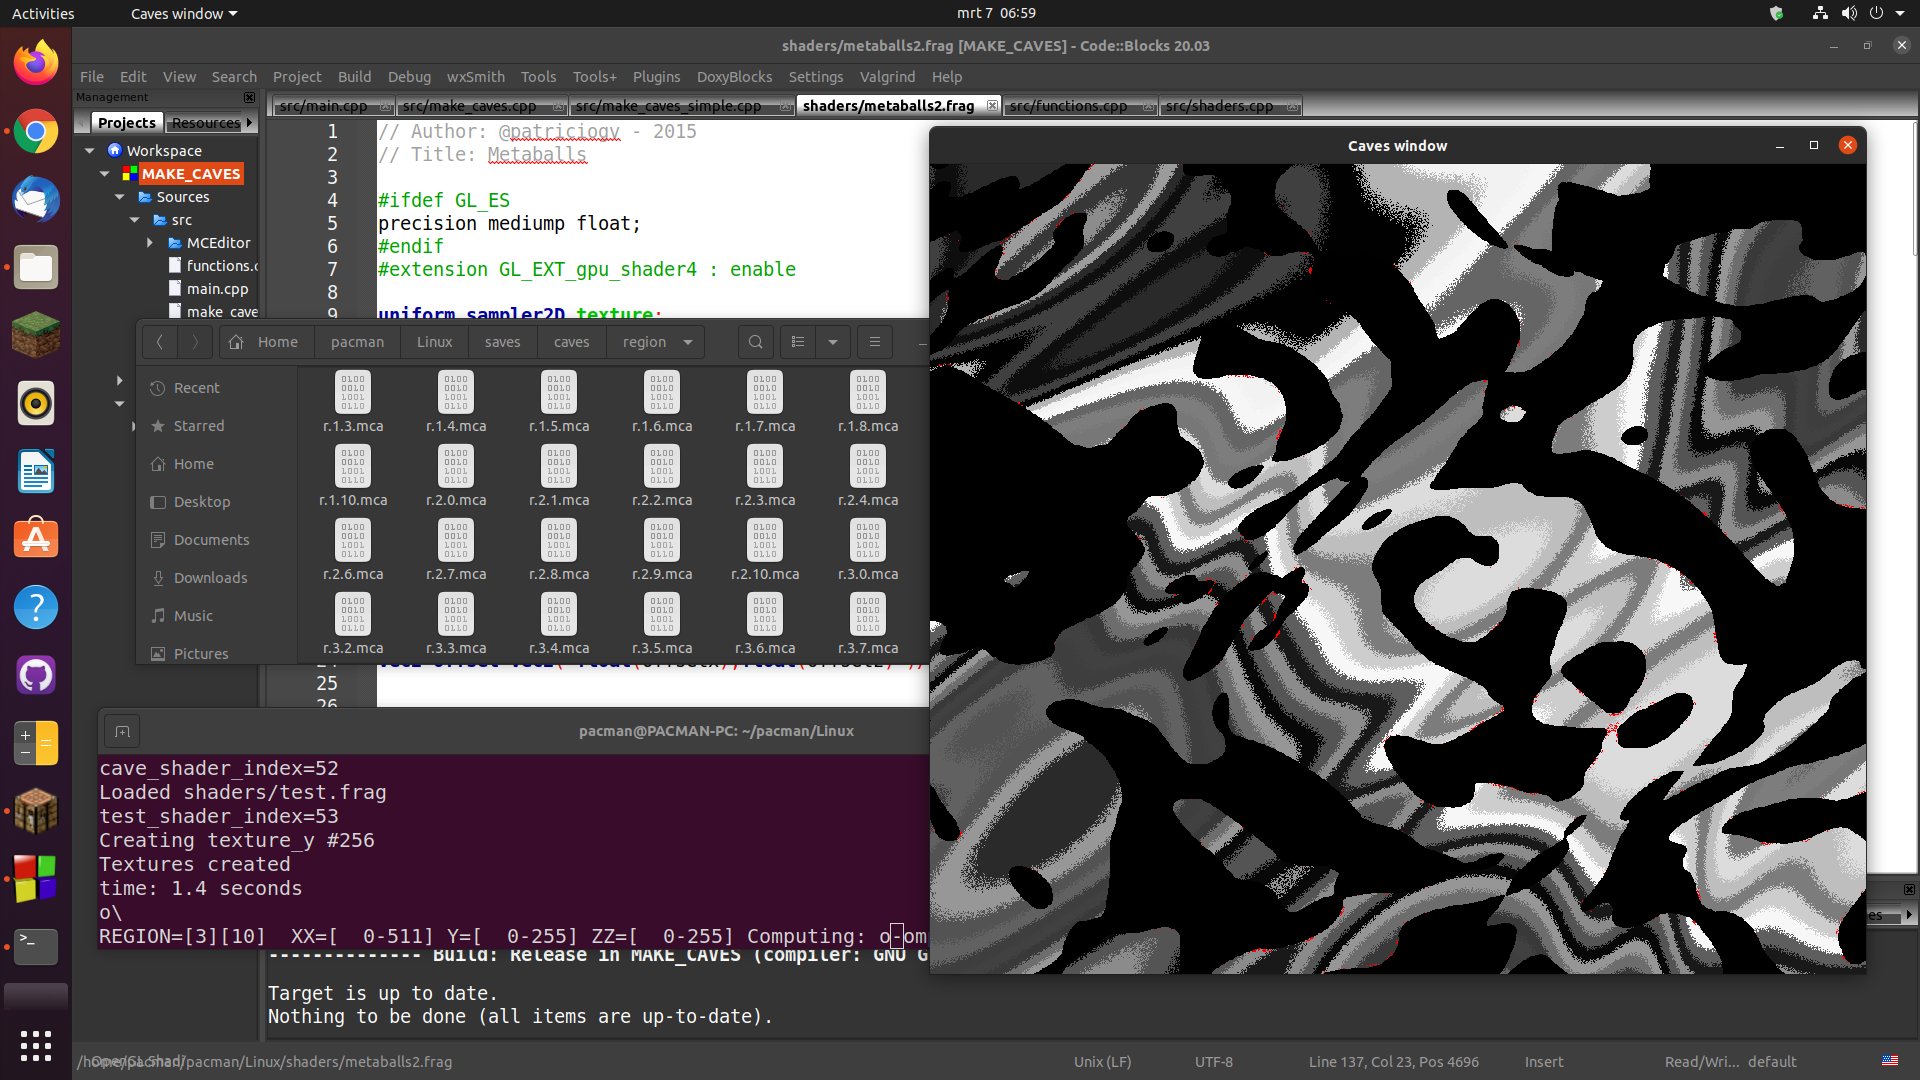 Activities
Caves window
mrt 7 06:59
shaders/metaballs2.frag [MAKE_CAVES] - Code::Blocks 20.03
File Edit View Search Project Build Debug wxSmith Tools Tools+ Plugins DoxyBlocks Settings Valgrind Help
Management
src/main.cpp src/make_caves.cpp src/make_caves_simple.cpp shaders/metaballs2.frag src/functions.cpp src/shaders.cpp
Projects Resources
Workspace
MAKE_CAVES
Sources
src
MCEditor
functions.c
main.cpp
make_cave
1 // Author: @patriciogv - 2015
2 // Title: Metaballs
3
4 #ifdef GL_ES
5 precision mediump float;
6 #endif
7 #extension GL_EXT_gpu_shader4 : enable
8
9 uniform sampler2D texture;
Caves window
Home pacman Linux saves caves region
Recent
Starred
Home
Desktop
Documents
Downloads
Music
Pictures
r.1.3.mca r.1.4.mca r.1.5.mca r.1.6.mca r.1.7.mca r.1.8.mca
r.1.10.mca r.2.0.mca r.2.1.mca r.2.2.mca r.2.3.mca r.2.4.mca
r.2.6.mca r.2.7.mca r.2.8.mca r.2.9.mca r.2.10.mca r.3.0.mca
r.3.2.mca r.3.3.mca r.3.4.mca r.3.5.mca r.3.6.mca r.3.7.mca
25
26
pacman@PACMAN-PC: ~/pacman/Linux
cave_shader_index=52
Loaded shaders/test.frag
test_shader_index=53
Creating texture_y #256
Textures created
time: 1.4 seconds
o\
REGION=[3][10] XX=[ 0-511] Y=[ 0-255] ZZ=[ 0-255] Computing: o-om
-------------- Build: Release in MAKE_CAVES (compiler: GNU G
Target is up to date.
Nothing to be done (all items are up-to-date).
/home/pacman/pacman/Linux/shaders/metaballs2.frag
Unix (LF) UTF-8 Line 137, Col 23, Pos 4696 Insert Read/Wri... default